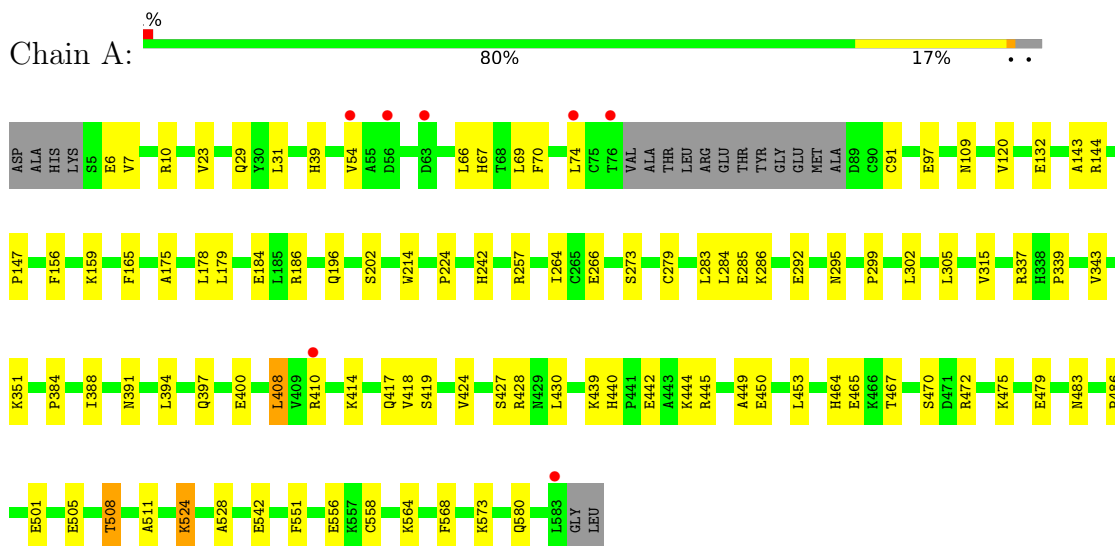 .%
Chain A:
80% 17% • •
ASP ALA HIS LYS S5 E6 V7 R10 V23 Q29 Y30 L31 H39 V54 A55 D56 D63 L66 H67 T68 L69 F70 L74 C75 T76 VAL ALA THR LEU ARG GLU THR TYR GLY GLU MET ALA D89 C90 C91 E97 N109 V120 E132 A143 R144
P147 F156 K159 F165 A175 L178 L179 E184 L185 R186 Q196 S202 W214 P224 H242 R257 I264 C265 E266 S273 C279 L283 L284 E285 K286 E292 N295 P299 L302 L305 V315 R337 H338 P339 V343
K351 P384 I388 N391 L394 Q397 E400 L408 V409 R410 K414 Q417 V418 S419 V424 S427 R428 N429 L430 K439 H440 P441 E442 A443 K444 R445 A449 E450 L453 H464 E465 K466 T467 S470 D471 R472 K475 E479 N483
E501 E505 T508 A511 K524 A528 E542 F551 E556 K557 C558 K564 F568 K573 Q580 L583 GLY LEU